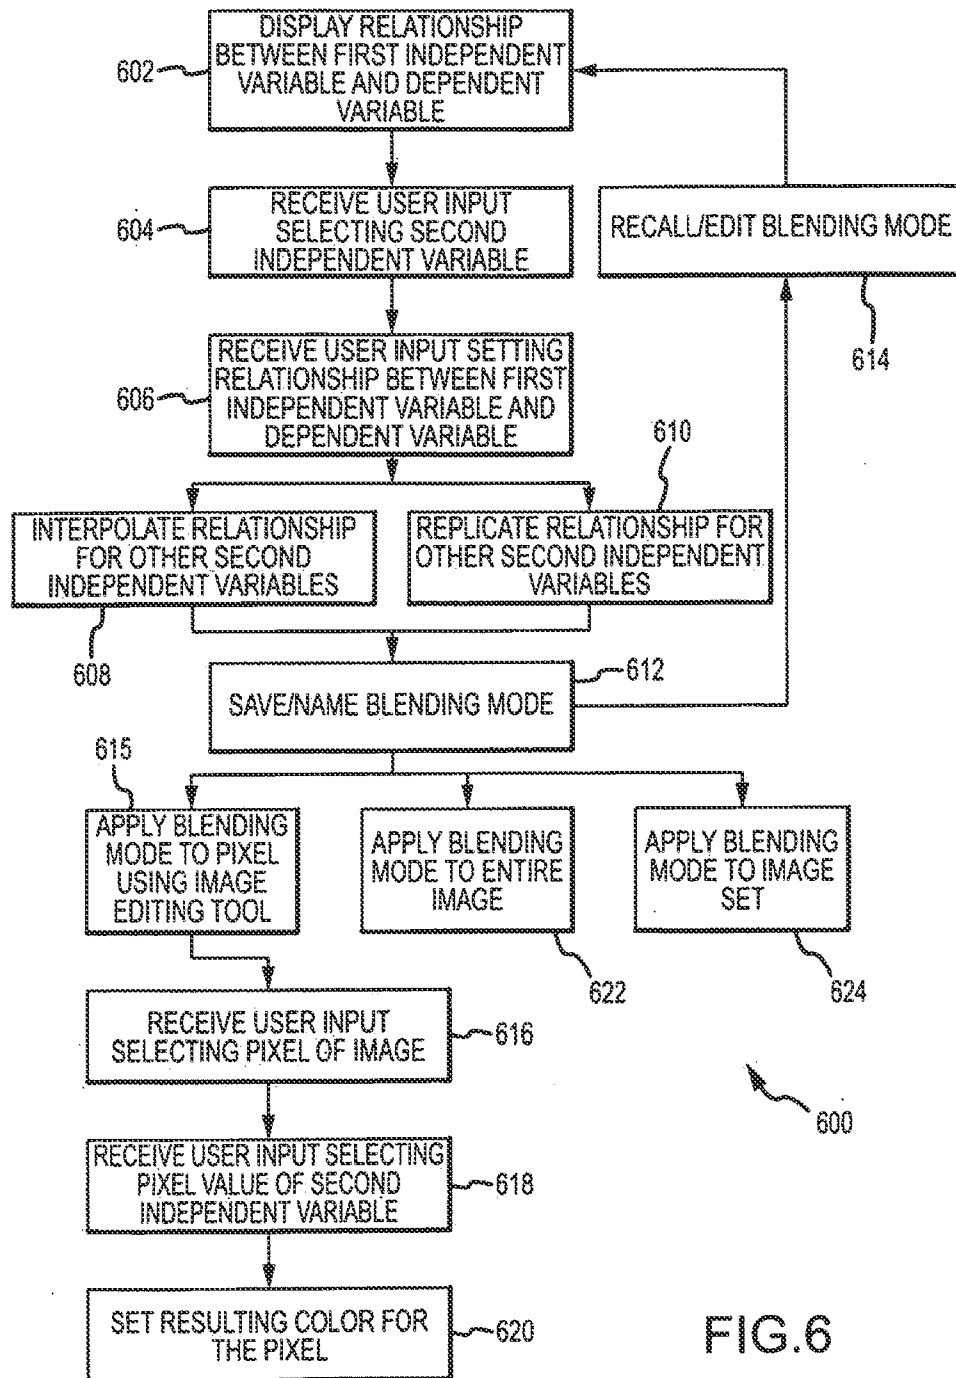 DISPLAY RELATIONSHIP
BETWEEN FIRST INDEPENDENT
VARIABLE AND DEPENDENT
VARIABLE
602
RECEIVE USER INPUT
SELECTING SECOND
INDEPENDENT VARIABLE
604
RECALL/EDIT BLENDING MODE
614
RECEIVE USER INPUT SETTING
RELATIONSHIP BETWEEN FIRST
INDEPENDENT VARIABLE AND
DEPENDENT VARIABLE
606
610
INTERPOLATE RELATIONSHIP
FOR OTHER SECOND
INDEPENDENT VARIABLES
608
REPLICATE RELATIONSHIP FOR
OTHER SECOND INDEPENDENT
VARIABLES
SAVE/NAME BLENDING MODE
612
615
APPLY BLENDING
MODE TO PIXEL
USING IMAGE
EDITING TOOL
APPLY BLENDING
MODE TO ENTIRE
IMAGE
622
APPLY BLENDING
MODE TO IMAGE
SET
624
RECEIVE USER INPUT
SELECTING PIXEL OF IMAGE
616
600
RECEIVE USER INPUT SELECTING
PIXEL VALUE OF SECOND
INDEPENDENT VARIABLE
618
SET RESULTING COLOR FOR
THE PIXEL
620
FIG.6